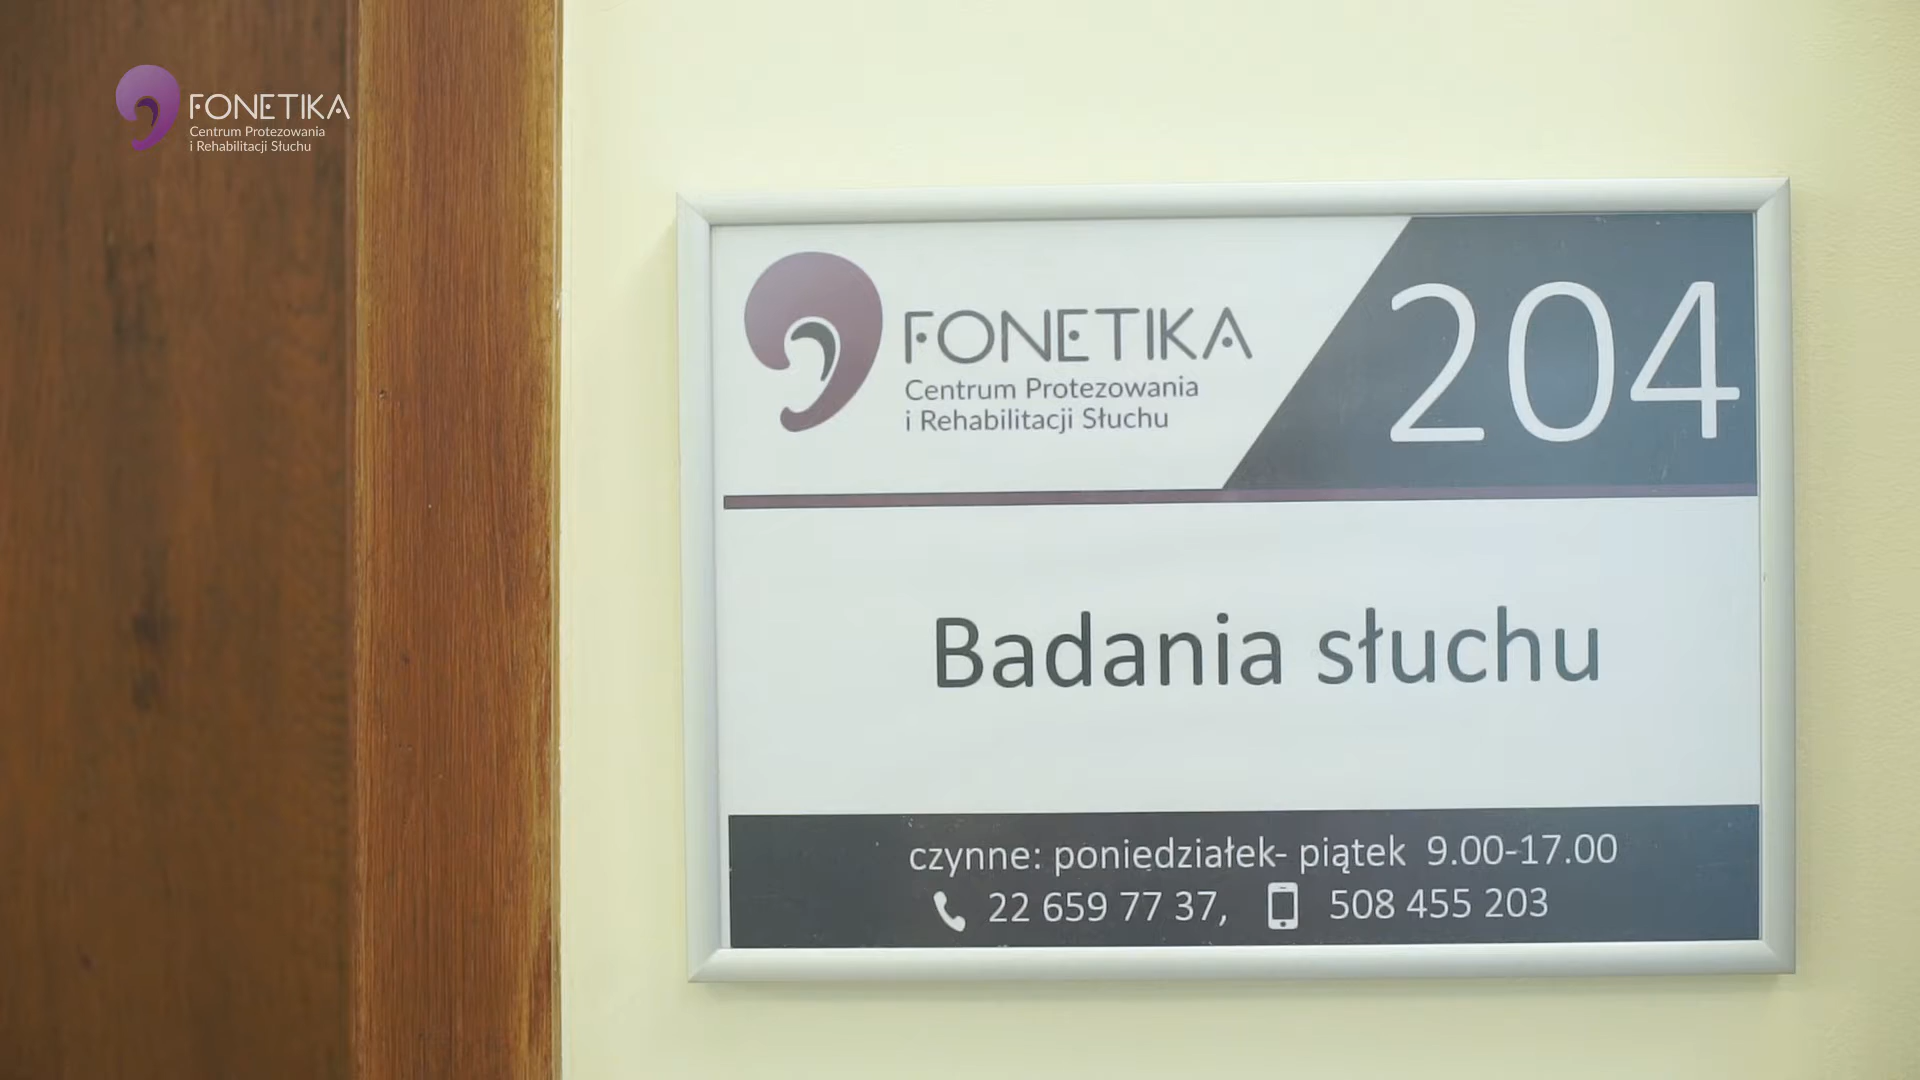 FONETIKA
Centrum Protezowania
i Rehabilitacji Słuchu
FONETIKA
Centrum Protezowania
i Rehabilitacji Słuchu
204
Badania słuchu
czynne: poniedziałek- piątek 9.00-17.00
22 659 77 37, 508 455 203